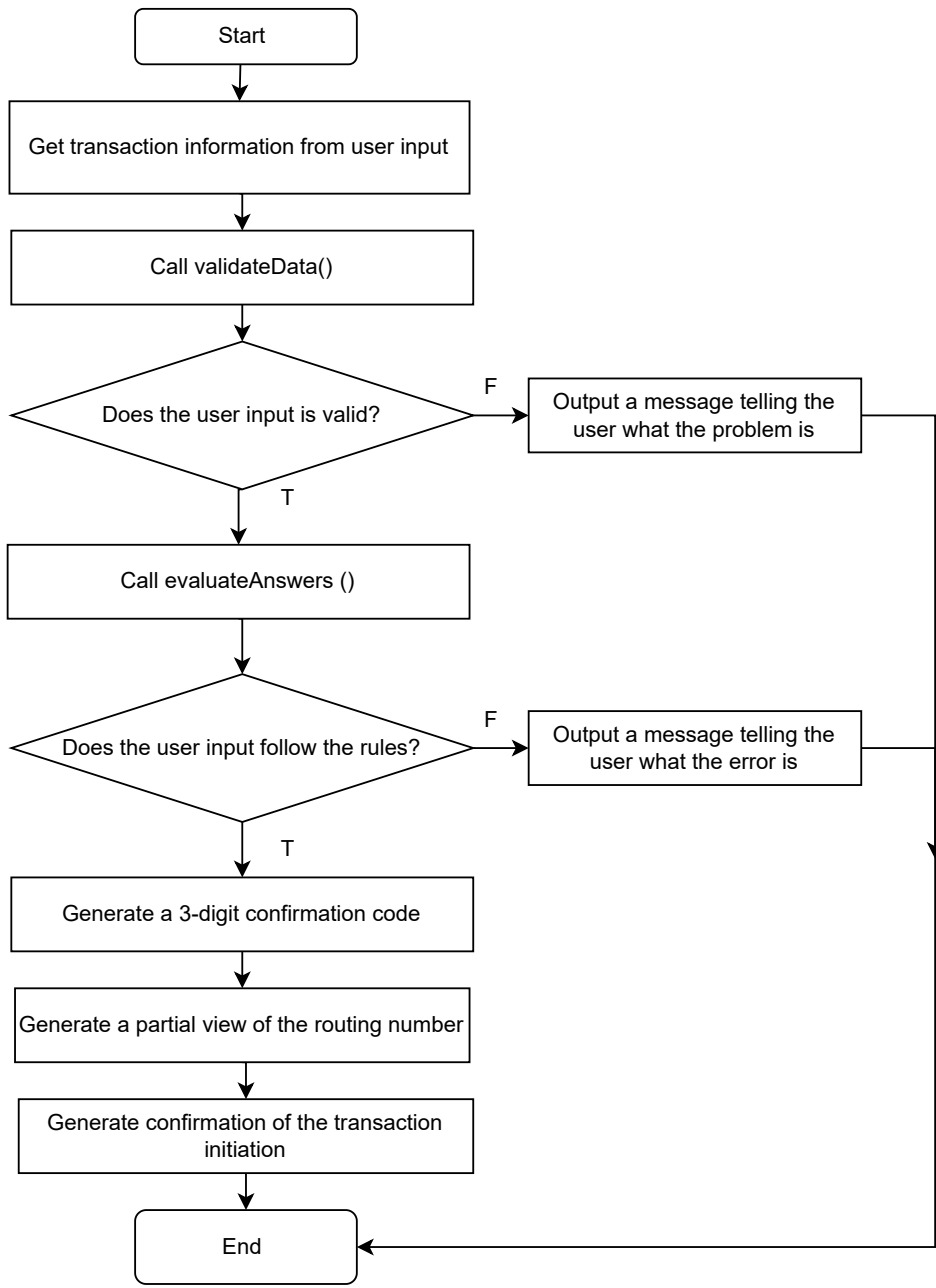 Start
Get transaction information from user input
Call validateData()
Does the user input is valid?
F
Output a message telling the
user what the problem is
T
Call evaluateAnswers ()
Does the user input follow the rules?
F
Output a message telling the
user what the error is
T
Generate a 3-digit confirmation code
Generate a partial view of the routing number
Generate confirmation of the transaction
initiation
End